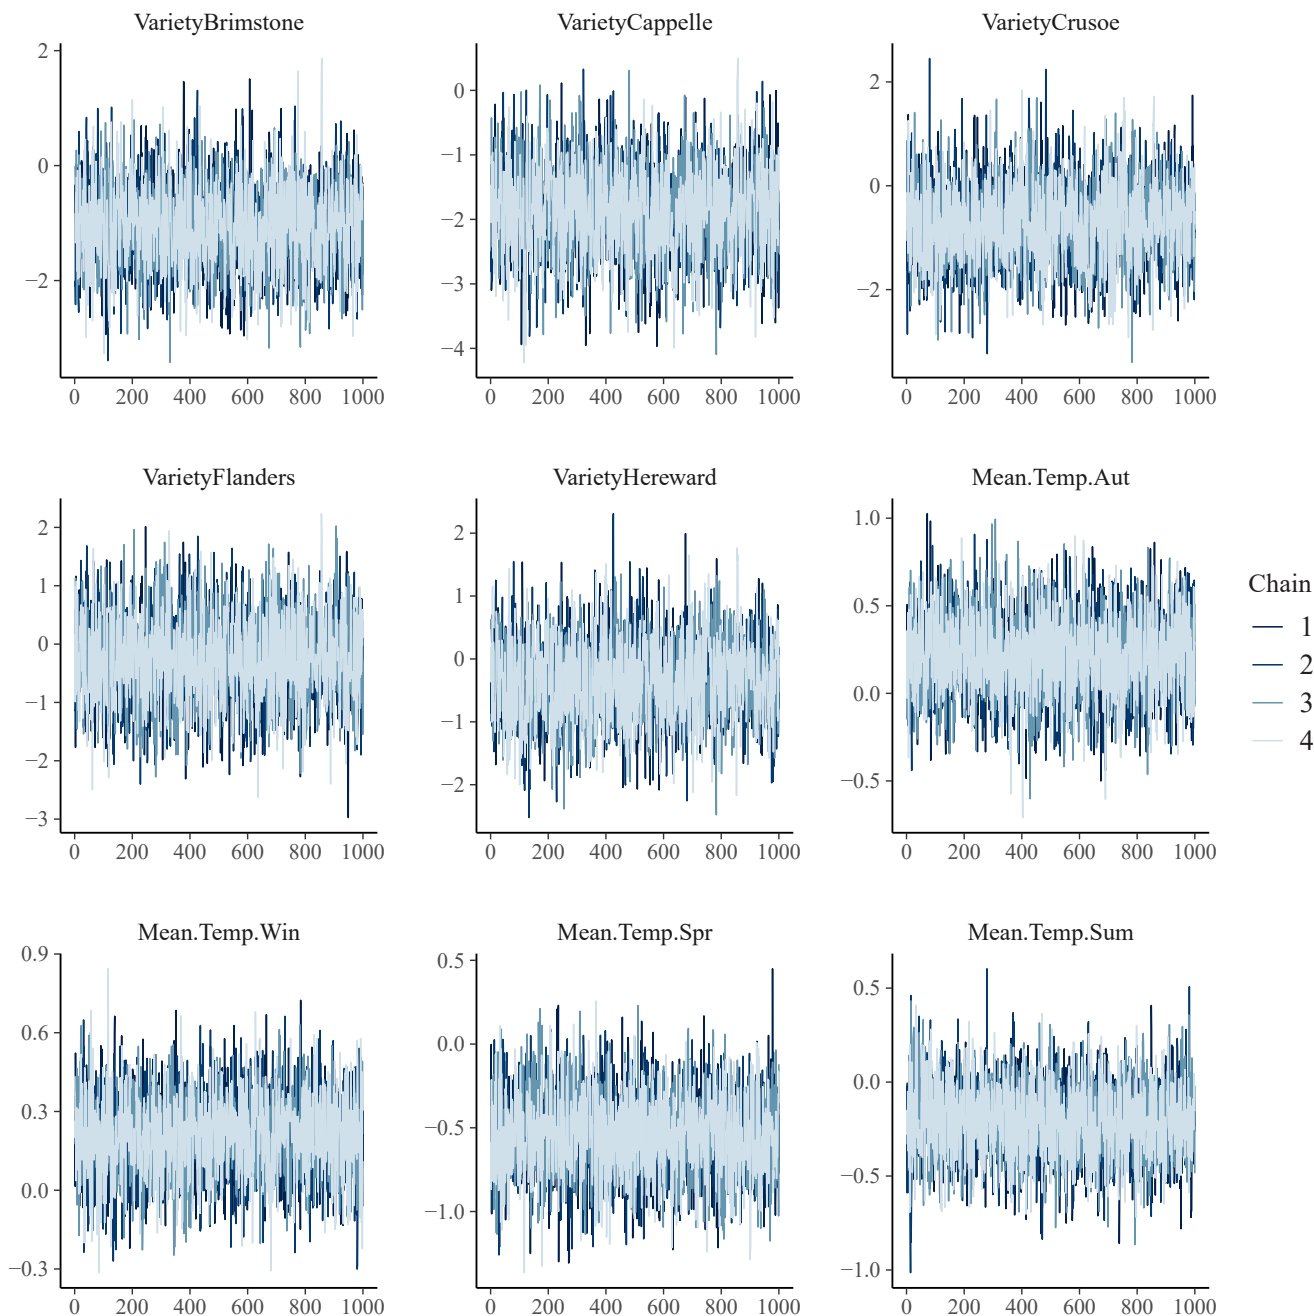 VarietyBrimstone VarietyCappelle VarietyCrusoe
2 0 −2
0 −1 −2 −3 −4
2 0 −2
0 200 400 600 800 1000 0 200 400 600 800 1000 0 200 400 600 800 1000
VarietyFlanders VarietyHereward Mean.Temp.Aut
2 1 0 −1 −2 −3
2 1 0 −1 −2
1.0 0.5 0.0 −0.5
0 200 400 600 800 1000 0 200 400 600 800 1000 0 200 400 600 800 1000
Chain
1
2
3
4
Mean.Temp.Win Mean.Temp.Spr Mean.Temp.Sum
0.9 0.6 0.3 0.0 −0.3
0.5 0.0 −0.5 −1.0
0.5 0.0 −0.5 −1.0
0 200 400 600 800 1000 0 200 400 600 800 1000 0 200 400 600 800 1000